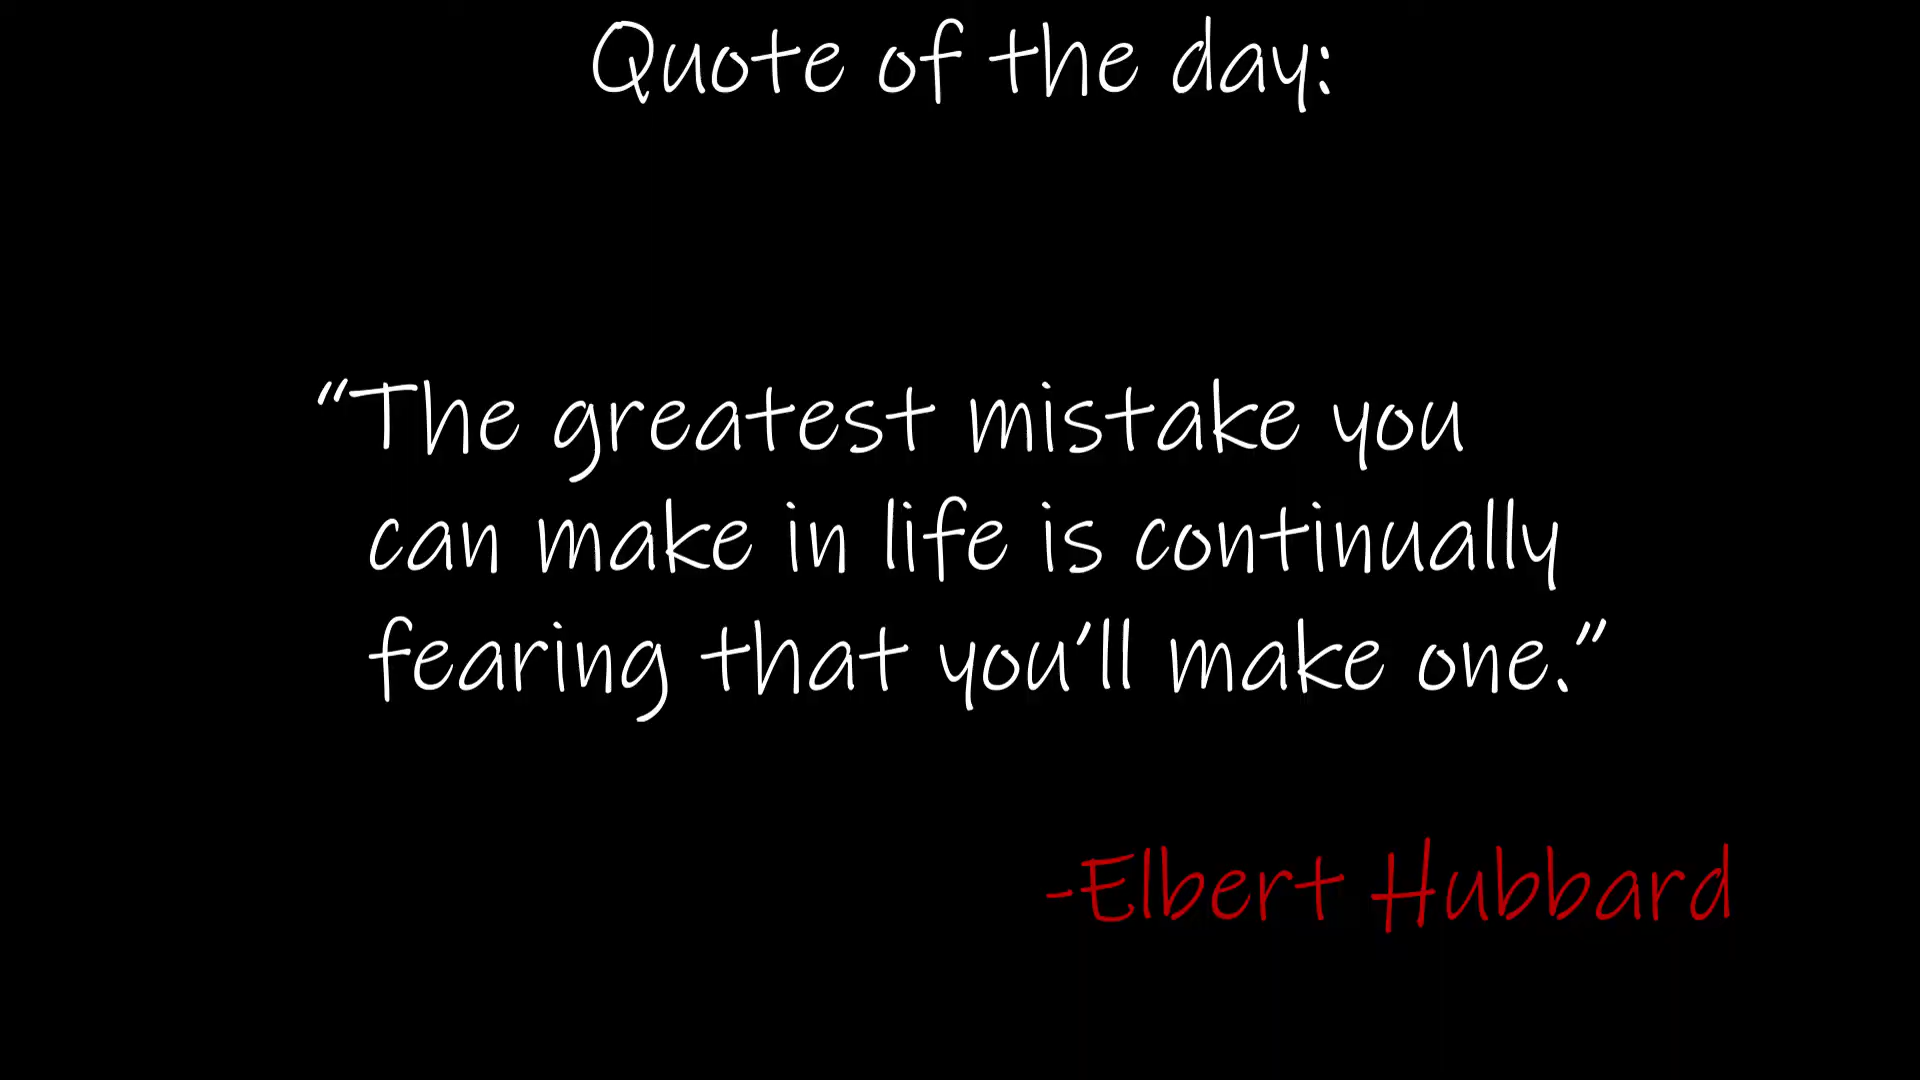 Quote of the day:
“The greatest mistake you
can make in life is continually
fearing that you’ll make one.”
-Elbert Hubbard